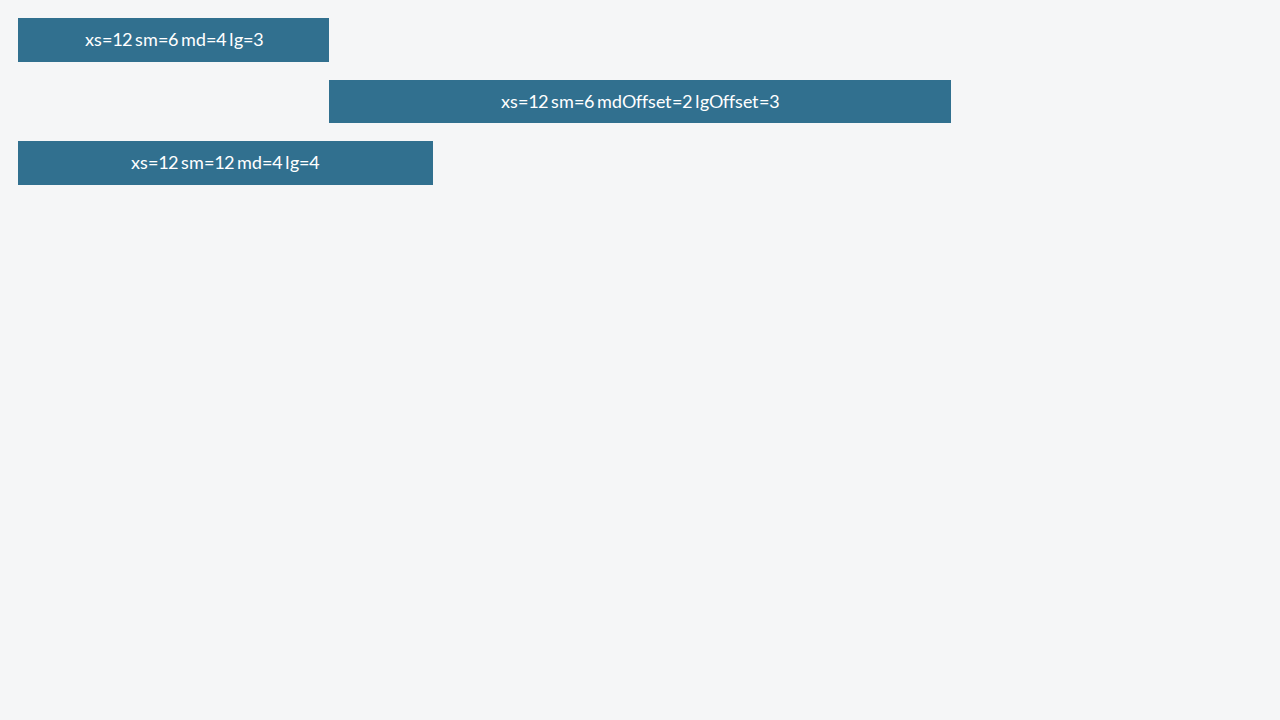 xs=12 sm=6 md=4 lg=3
xs=12 sm=6 mdOffset=2 lgOffset=3
xs=12 sm=12 md=4 lg=4